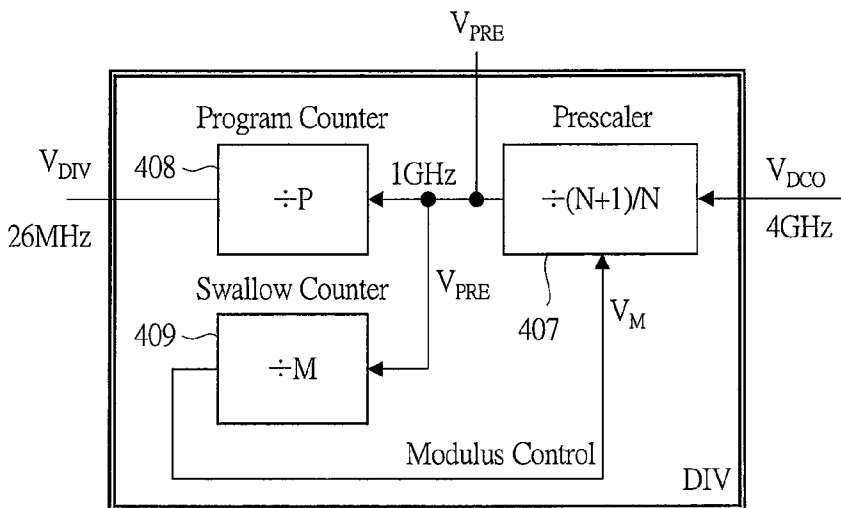 V_PRE
Program Counter
Prescaler
V_DIV
408
÷P
1GHz
÷(N+1)/N
V_DCO
26MHz
4GHz
V_PRE
407
V_M
Swallow Counter
409
÷M
Modulus Control
DIV